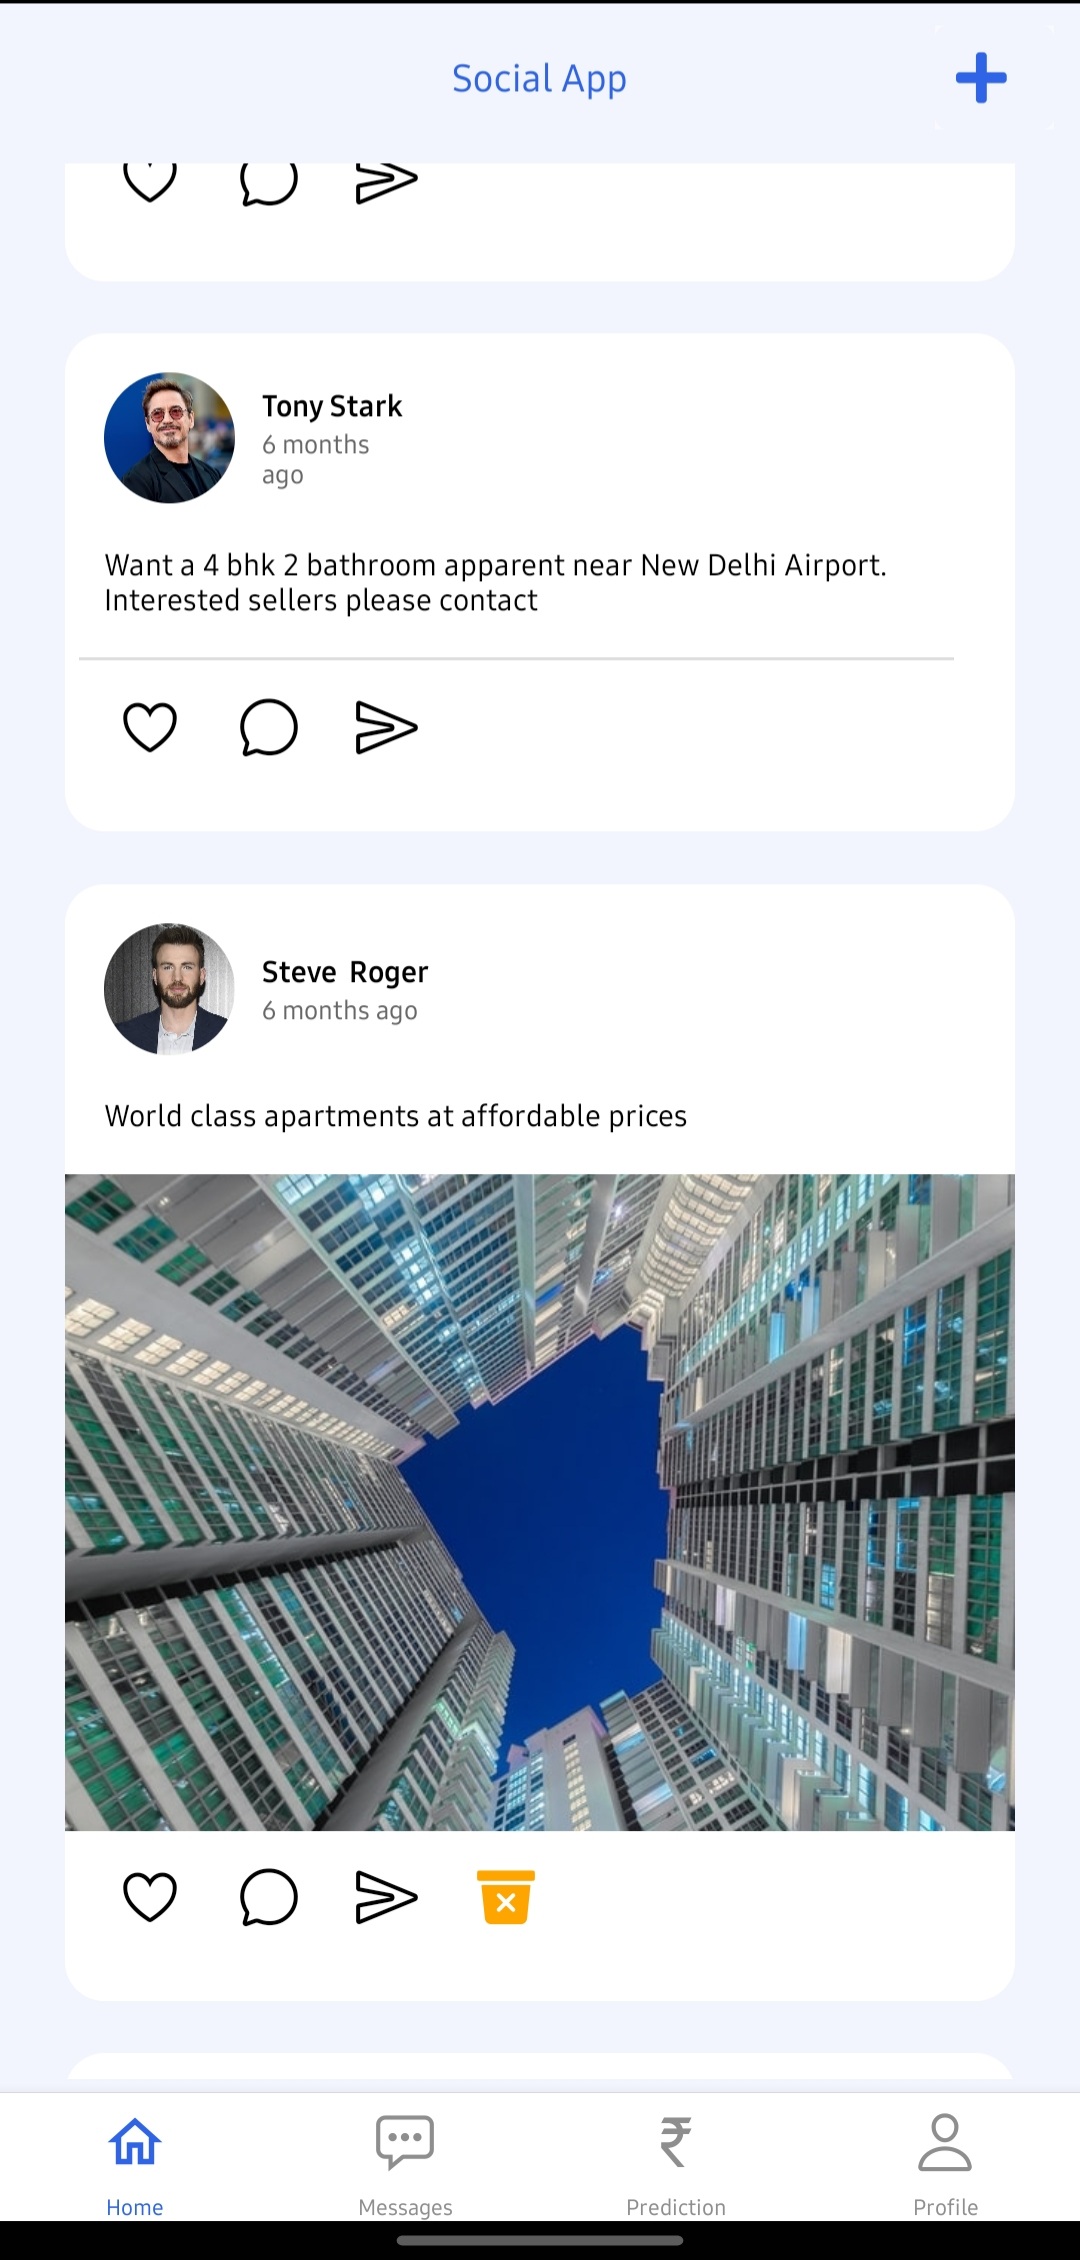 Social App
Tony Stark
6 months
ago
Want a 4 bhk 2 bathroom apparent near New Delhi Airport.
Interested sellers please contact
Steve  Roger
6 months ago
World class apartments at affordable prices
Home
Messages
Prediction
Profile